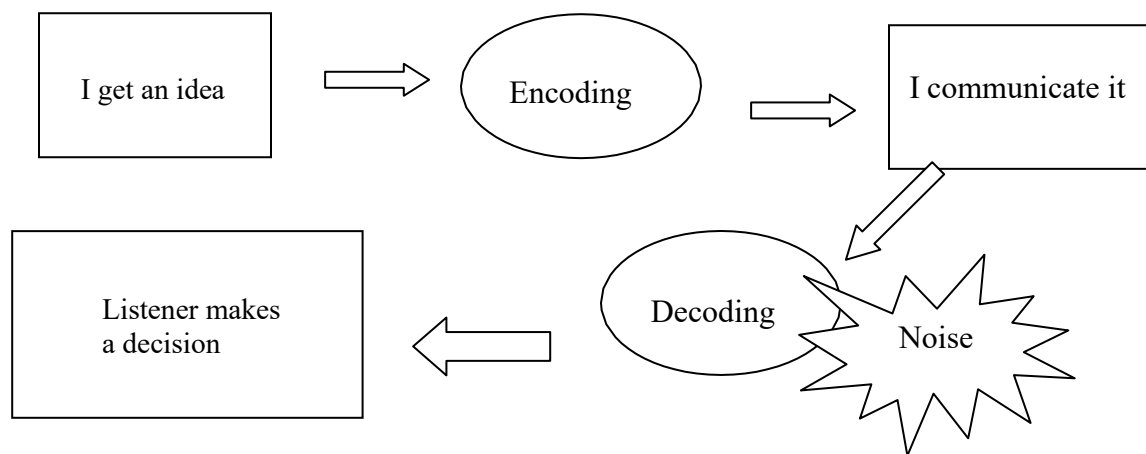 I get an idea
Encoding
I communicate it
Decoding
Noise
Listener makes
a decision